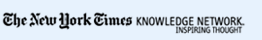 The New York Times KNOWLEDGE NETWORK.
INSPIRING THOUGHT